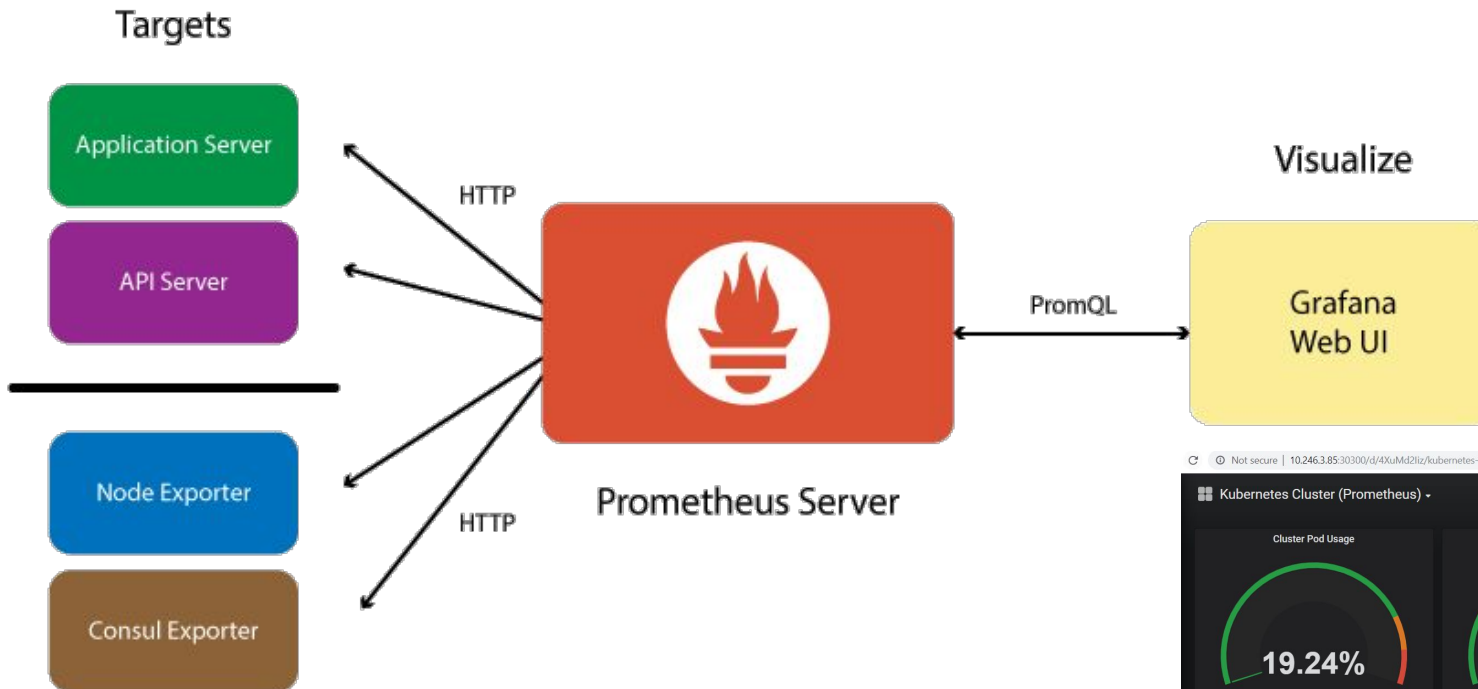 Targets
Application Server
API Server
Node Exporter
Consul Exporter
HTTP
HTTP
Prometheus Server
PromQL
Visualize
Grafana
Web UI
Not secure | 10.246.3.85:30300/d/4XuMd2Iiz/kubernetes-
Kubernetes Cluster (Prometheus)
Cluster Pod Usage
19.24%